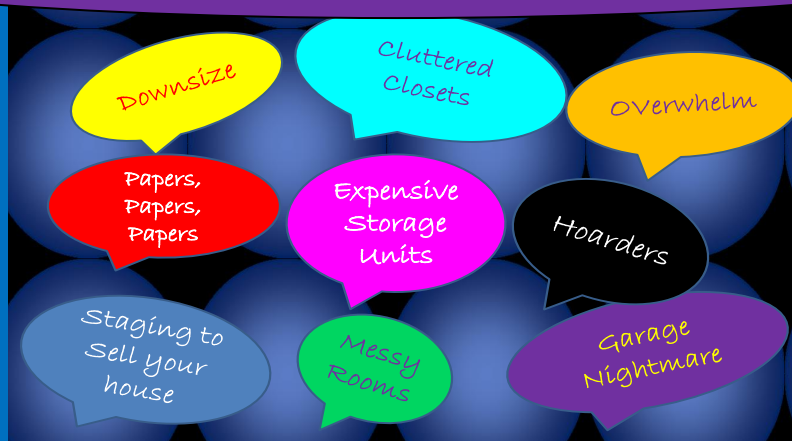 Downsize
Cluttered
Closets
Overwhelm
Papers,
Papers,
Papers
Expensive
Storage
Units
Hoarders
Staging to
Sell your
house
Messy
Rooms
Garage
Nightmare